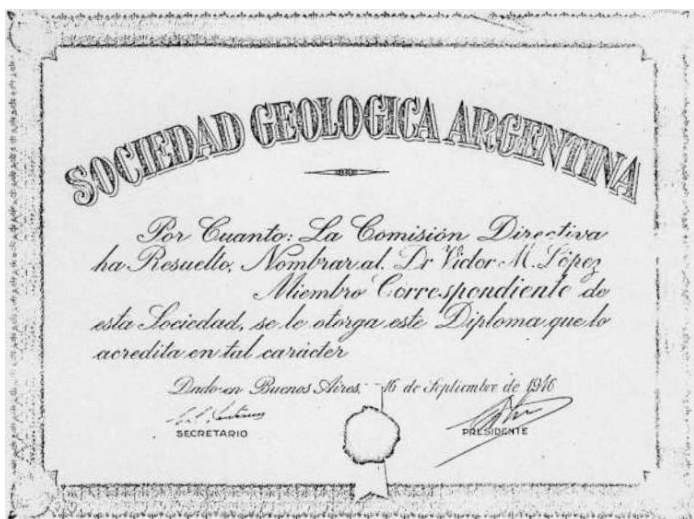 SOCIEDAD GEOLOGICA ARGENTINA
Por Cuanto: La Comisión Directiva
ha Resuelto, Nombrar al Dr Victor M. López
Miembro Correspondiente de
esta Sociedad, se le otorga este Diploma que lo
acredita en tal carácter
Dado en Buenos Aires, 16 de Septiembre de 1946
SECRETARIO PRESIDENTE